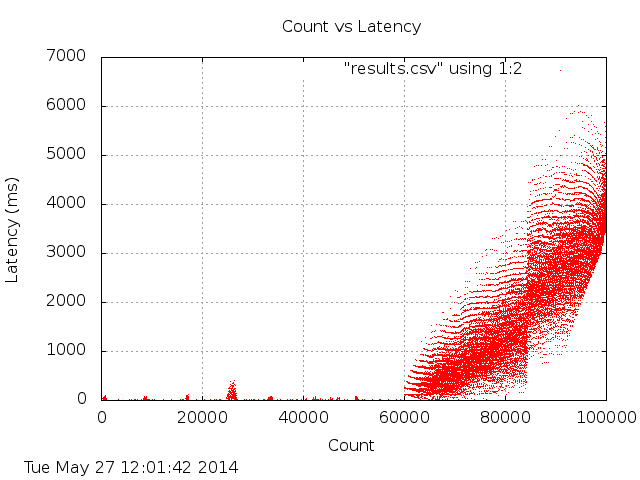 Count vs Latency
"results.csv" using 1:2
7000
6000
5000
4000
3000
2000
1000
0
Latency (ms)
0 20000 40000 60000 80000 100000
Count
Tue May 27 12:01:42 2014